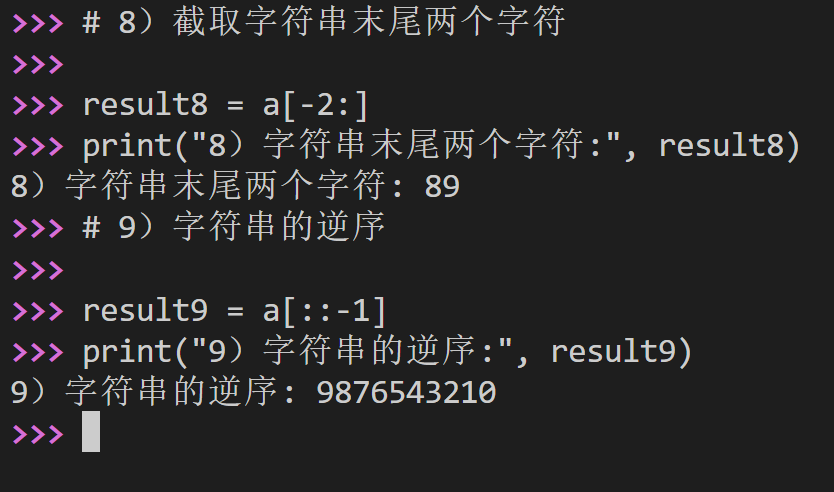 >>> # 8）截取字符串末尾两个字符
>>>
>>> result8 = a[-2:]
>>> print("8）字符串末尾两个字符:", result8)
8）字符串末尾两个字符: 89
>>> # 9）字符串的逆序
>>>
>>> result9 = a[::-1]
>>> print("9）字符串的逆序:", result9)
9）字符串的逆序: 9876543210
>>>